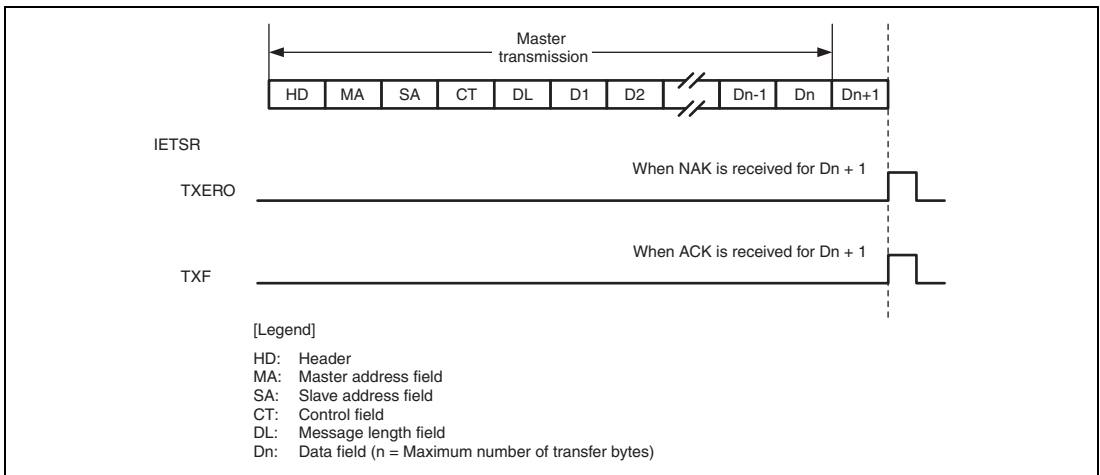 Master
transmission
HD MA SA CT DL D1 D2 Dn-1 Dn Dn+1
IETSR
When NAK is received for Dn + 1
TXERO
When ACK is received for Dn + 1
TXF
[Legend]
HD: Header
MA: Master address field
SA: Slave address field
CT: Control field
DL: Message length field
Dn: Data field (n = Maximum number of transfer bytes)